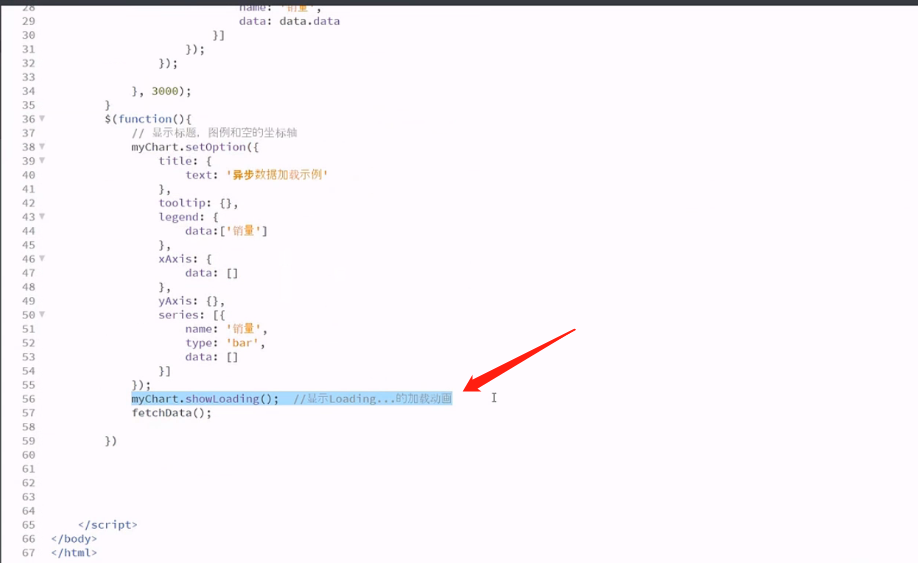 28 name: '销量',
29 data: data.data
30 }]
31 });
32 });
33
34 }, 3000);
35 }
36 $(function(){
37 // 显示标题，图例和空的坐标轴
38 myChart.setOption({
39 title: {
40 text: '异步数据加载示例'
41 },
42 tooltip: {},
43 legend: {
44 data:['销量']
45 },
46 xAxis: {
47 data: []
48 },
49 yAxis: {},
50 series: [{
51 name: '销量',
52 type: 'bar',
53 data: []
54 }]
55 });
56 myChart.showLoading(); //显示Loading...的加载动画
57 fetchData();
58
59 })
60
61
62
63
64
65 </script>
66 </body>
67 </html>